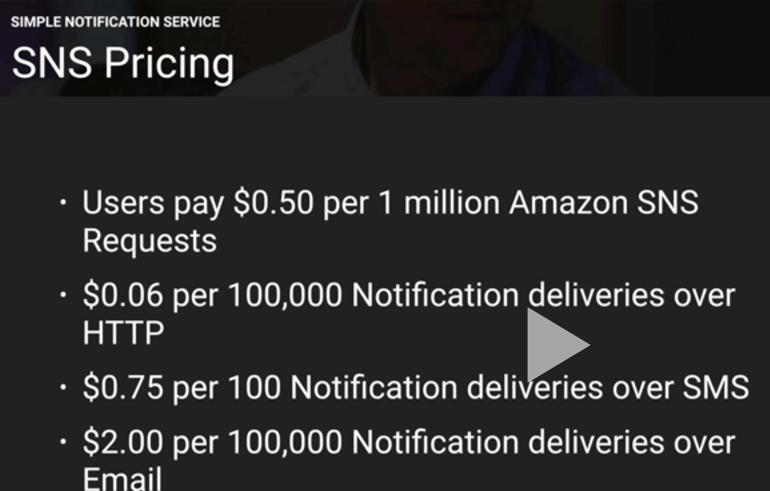 SIMPLE NOTIFICATION SERVICE
SNS Pricing
• Users pay $0.50 per 1 million Amazon SNS
Requests
• $0.06 per 100,000 Notification deliveries over
HTTP
• $0.75 per 100 Notification deliveries over SMS
• $2.00 per 100,000 Notification deliveries over
Email